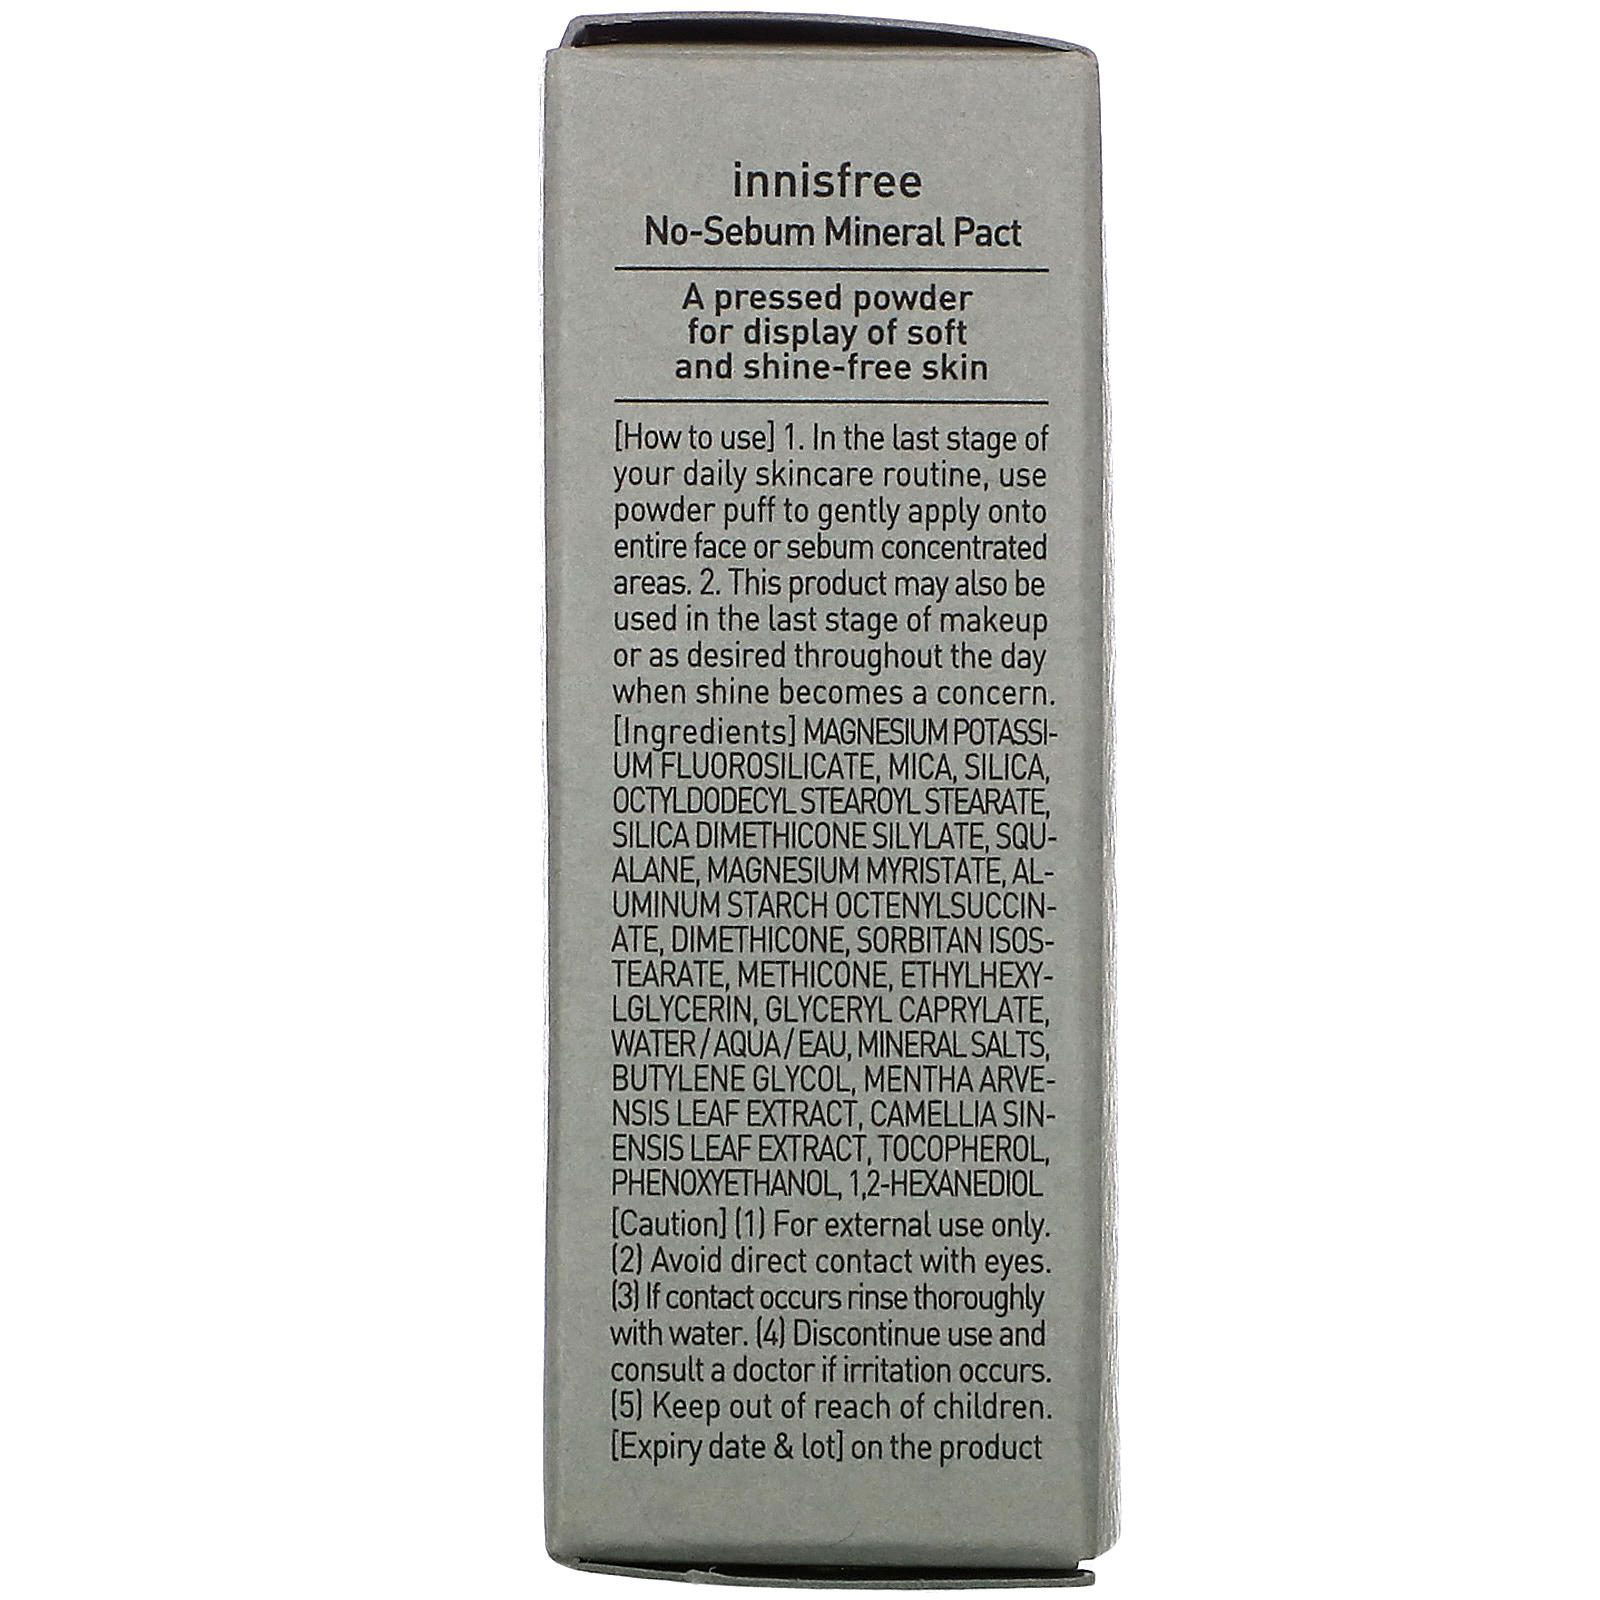 innisfree
No-Sebum Mineral Pact
A pressed powder
for display of soft
and shine-free skin
[How to use] 1. In the last stage of
your daily skincare routine, use
powder puff to gently apply onto
entire face or sebum concentrated
areas. 2. This product may also be
used in the last stage of makeup
or as desired throughout the day
when shine becomes a concern.
[Ingredients] MAGNESIUM POTASSI-
UM FLUOROSILICATE, MICA, SILICA,
OCTYLDODECYL STEAROYL STEARATE,
SILICA DIMETHICONE SILYLATE, SQU-
ALANE, MAGNESIUM MYRISTATE, AL-
UMINUM STARCH OCTENYLSUCCIN-
ATE, DIMETHICONE, SORBITAN ISOS-
TEARATE, METHICONE, ETHYLHEXY-
LGLYCERIN, GLYCERYL CAPRYLATE,
WATER/AQUA/EAU, MINERAL SALTS,
BUTYLENE GLYCOL, MENTHA ARVE-
NSIS LEAF EXTRACT, CAMELLIA SIN-
ENSIS LEAF EXTRACT, TOCOPHEROL,
PHENOXYETHANOL, 1,2-HEXANEDIOL
[Caution] (1) For external use only.
(2) Avoid direct contact with eyes.
(3) If contact occurs rinse thoroughly
with water. (4) Discontinue use and
consult a doctor if irritation occurs.
(5) Keep out of reach of children.
[Expiry date & lot] on the product